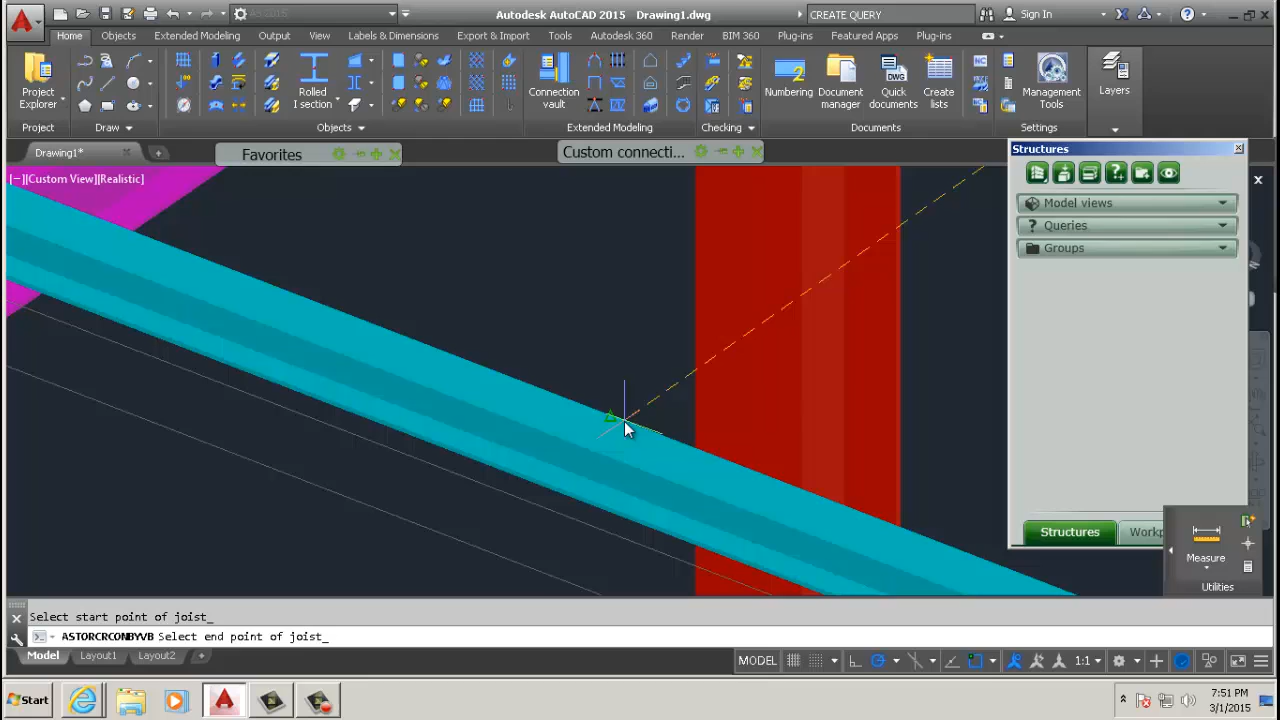 AS 2015
Autodesk AutoCAD 2015 Drawing1.dwg
CREATE QUERY
Sign In
Home
Objects
Extended Modeling
Output
View
Labels & Dimensions
Export & Import
Tools
Autodesk 360
Render
BIM 360
Plug-ins
Featured Apps
Plug-ins
Project
Explorer
Rolled
I section
Connection
vault
Numbering
Document
manager
Quick
documents
Create
lists
Management
Tools
Layers
Project
Draw
Objects
Extended Modeling
Checking
Documents
Settings
Drawing1*
Favorites
Custom connecti...
[−][Custom View][Realistic]
Structures
Model views
Queries
Groups
Structures
Measure
Utilities
Select start point of joist_
ASTORCRCONBYVB Select end point of joist_
Model
Layout1
Layout2
MODEL
1:1
Start
7:51 PM
3/1/2015